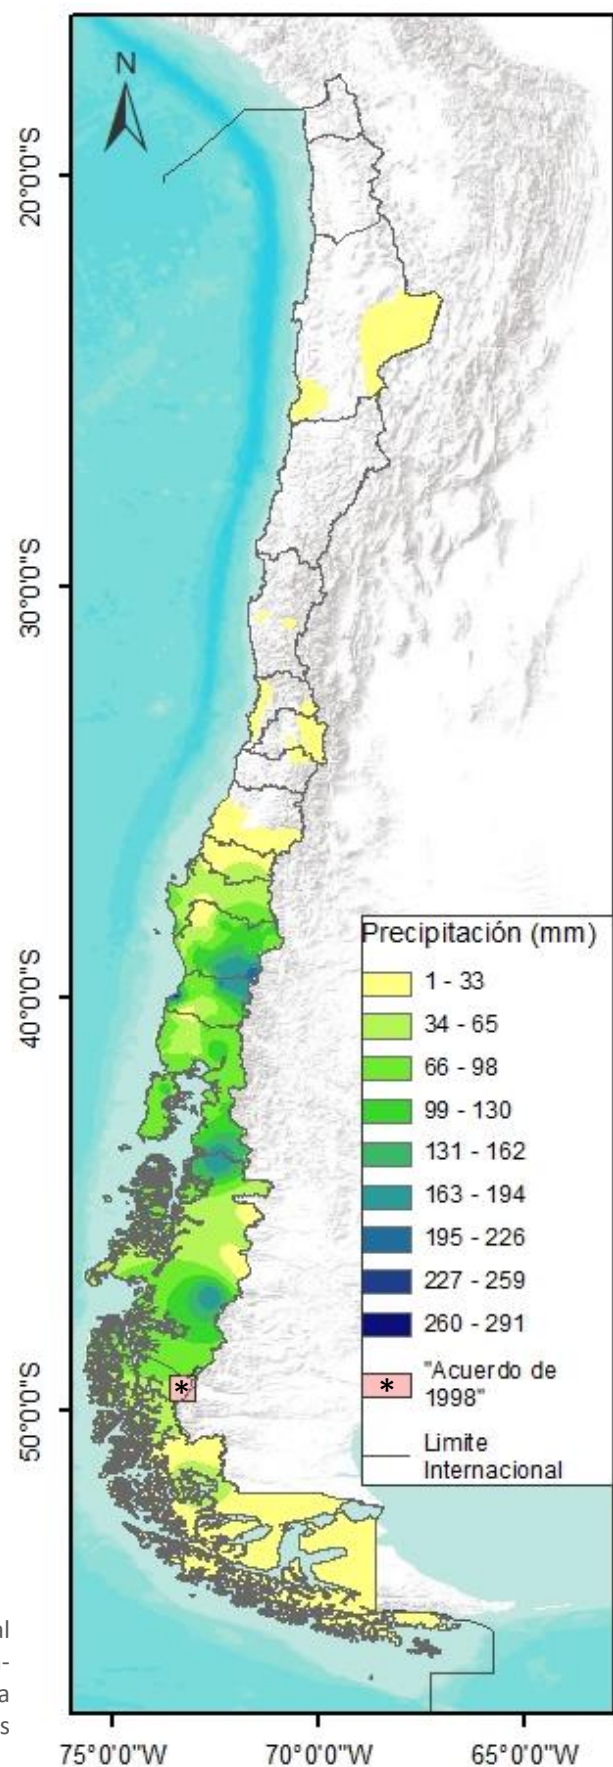 N
20°0'0"S
30°0'0"S
40°0'0"S
50°0'0"S
Precipitación (mm)
1 - 33
34 - 65
66 - 98
99 - 130
131 - 162
163 - 194
195 - 226
227 - 259
260 - 291
* "Acuerdo de
1998"
Limite
Internacional
*
al
-
a
s
75°0'0"W
70°0'0"W
65°0'0"W